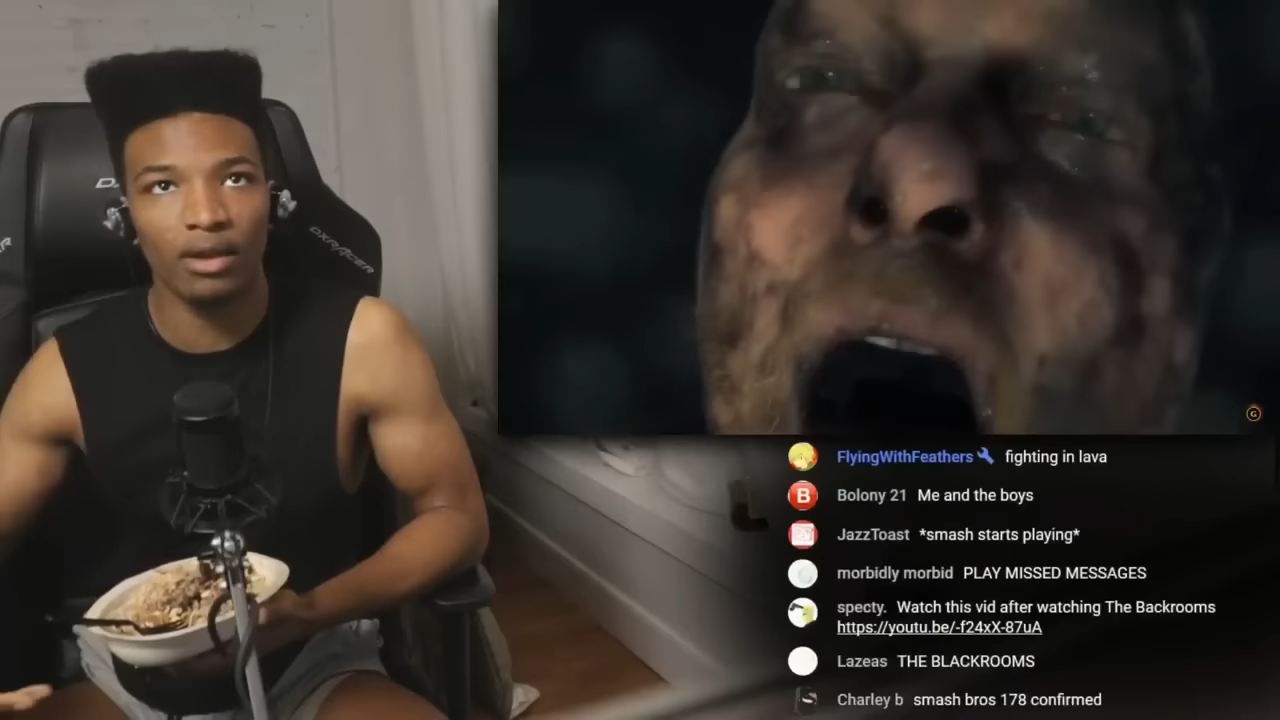 DXRACER
FlyingWithFeathers fighting in lava
Bolony 21 Me and the boys
JazzToast *smash starts playing*
morbidly morbid PLAY MISSED MESSAGES
specty. Watch this vid after watching The Backrooms
https://youtu.be/-f24xX-87uA
Lazeas THE BLACKROOMS
Charley b smash bros 178 confirmed